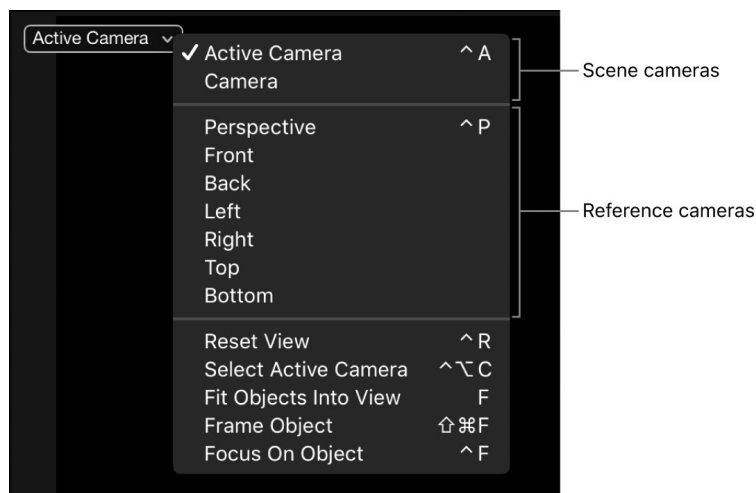 Active Camera
✓ Active Camera ^ A
Camera
Scene cameras
Perspective ^ P
Front
Back
Left
Right
Top
Bottom
Reference cameras
Reset View ^ R
Select Active Camera ^⌥ C
Fit Objects Into View F
Frame Object ⇧⌘F
Focus On Object ^ F